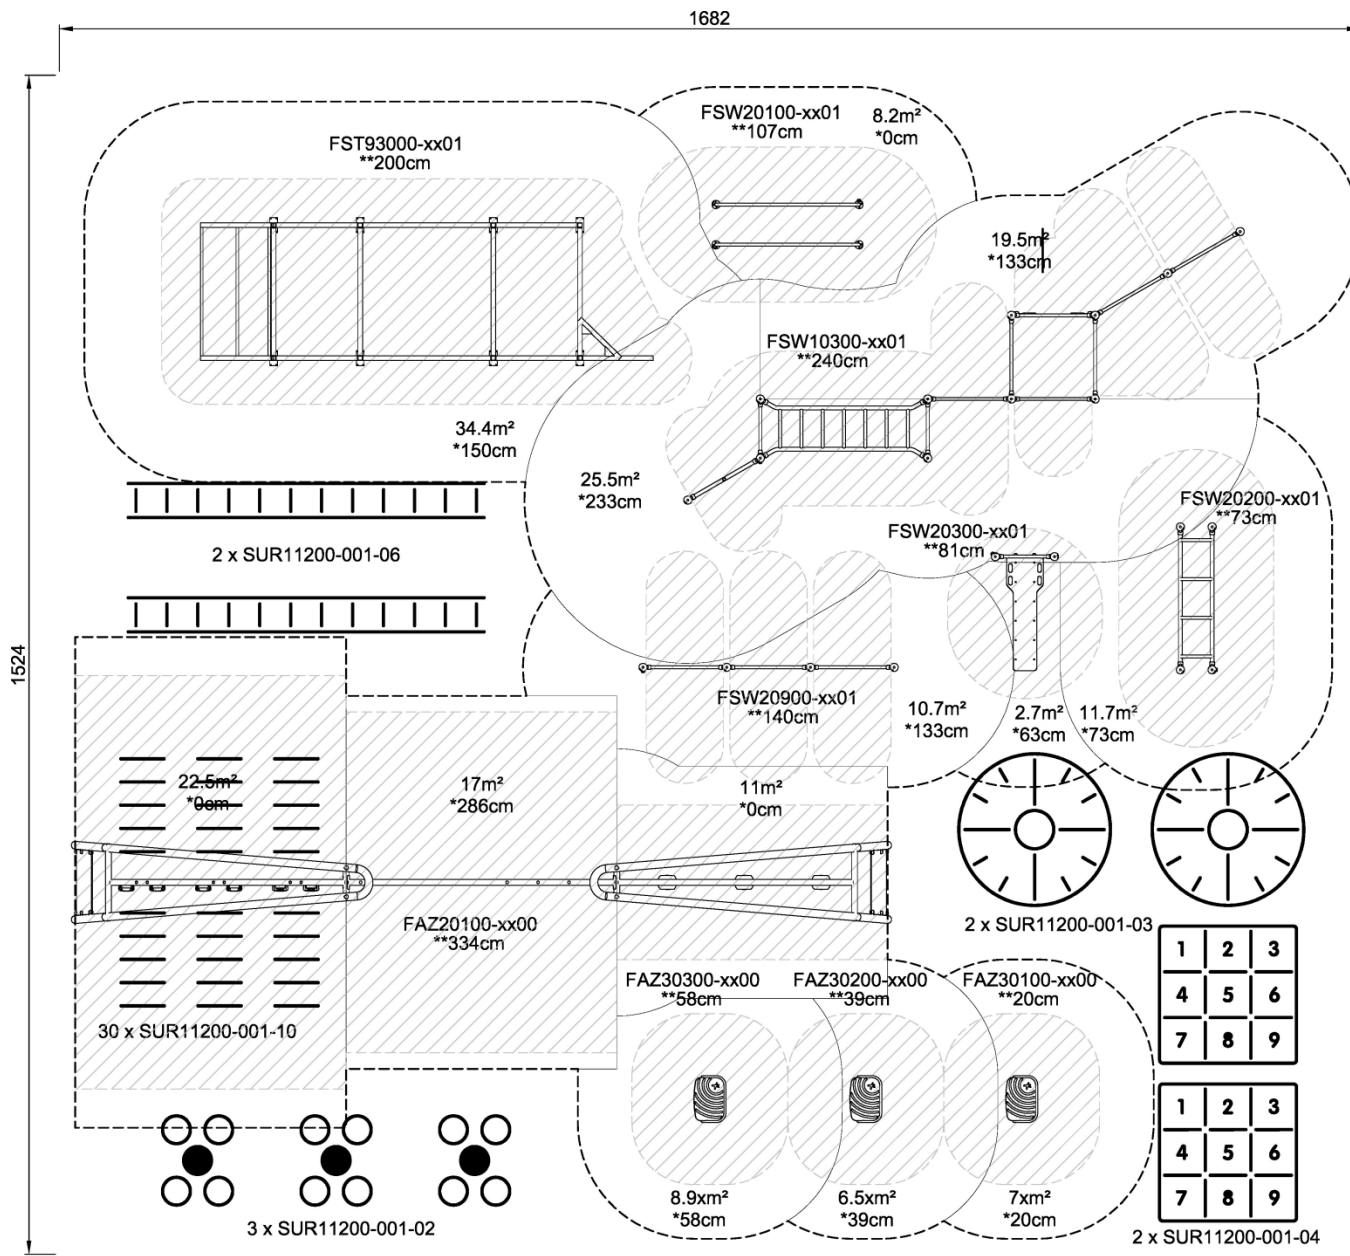 1682
1524
FST93000-xx01
**200cm
FSW20100-xx01
**107cm
8.2m²
*0cm
19.5m²
*133cm
FSW10300-xx01
**240cm
34.4m²
*150cm
25.5m²
*233cm
FSW20200-xx01
**73cm
FSW20300-xx01
**81cm
2 x SUR11200-001-06
FSW20900-xx01
**140cm
10.7m²
*133cm
2.7m²
*63cm
11.7m²
*73cm
22.5m²
*0cm
17m²
*286cm
11m²
*0cm
FAZ20100-xx00
**334cm
2 x SUR11200-001-03
30 x SUR11200-001-10
FAZ30300-xx00
**58cm
FAZ30200-xx00
**39cm
FAZ30100-xx00
**20cm
1 2 3
4 5 6
7 8 9
1 2 3
4 5 6
7 8 9
8.9xm²
*58cm
6.5xm²
*39cm
7xm²
*20cm
3 x SUR11200-001-02
2 x SUR11200-001-04